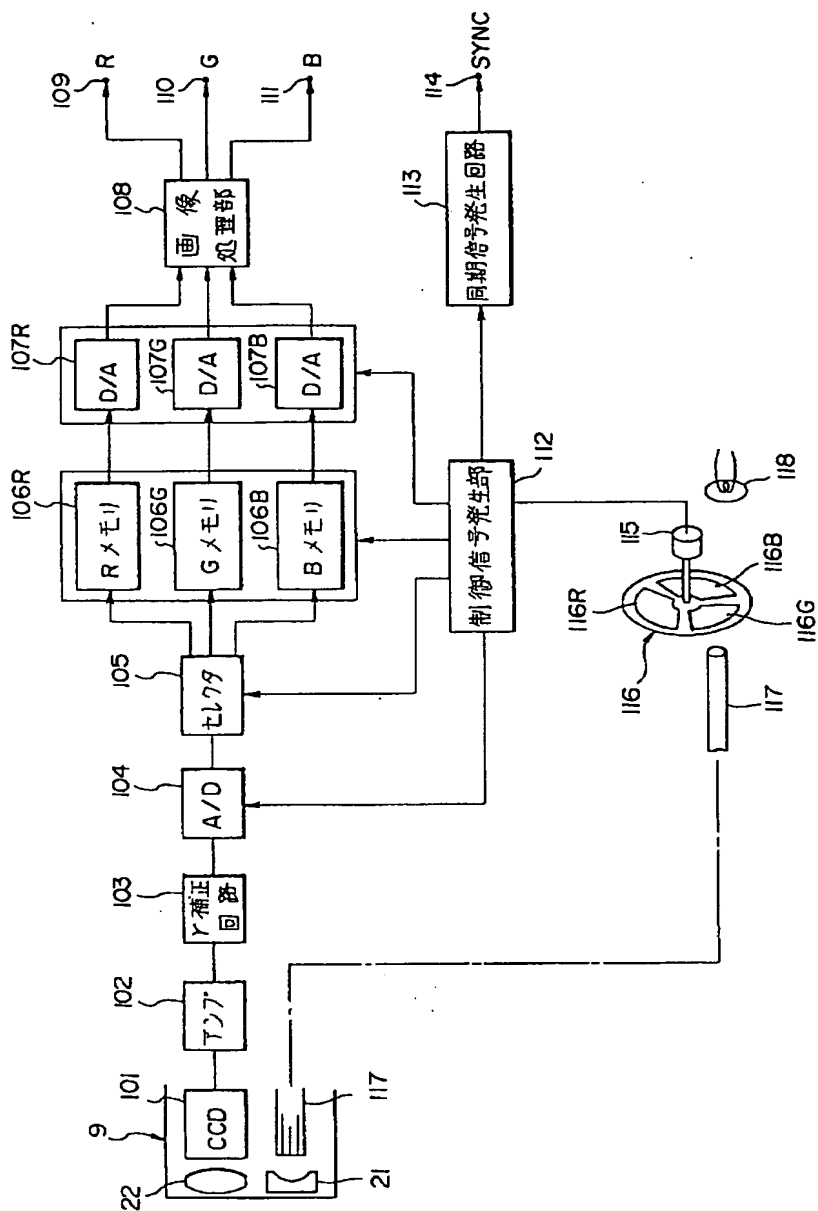 9
22
21
101
CCD
117
102
アンプ
103
γ補正
回路
104
A/D
105
セレクタ
106R
Rメモリ
106G
Gメモリ
106B
Bメモリ
107R
D/A
107G
D/A
107B
D/A
108
画像
処理部
109
R
110
G
111
B
112
制御信号発生部
113
同期信号発生回路
114
SYNC
115
116
116R
116G
116B
117
118